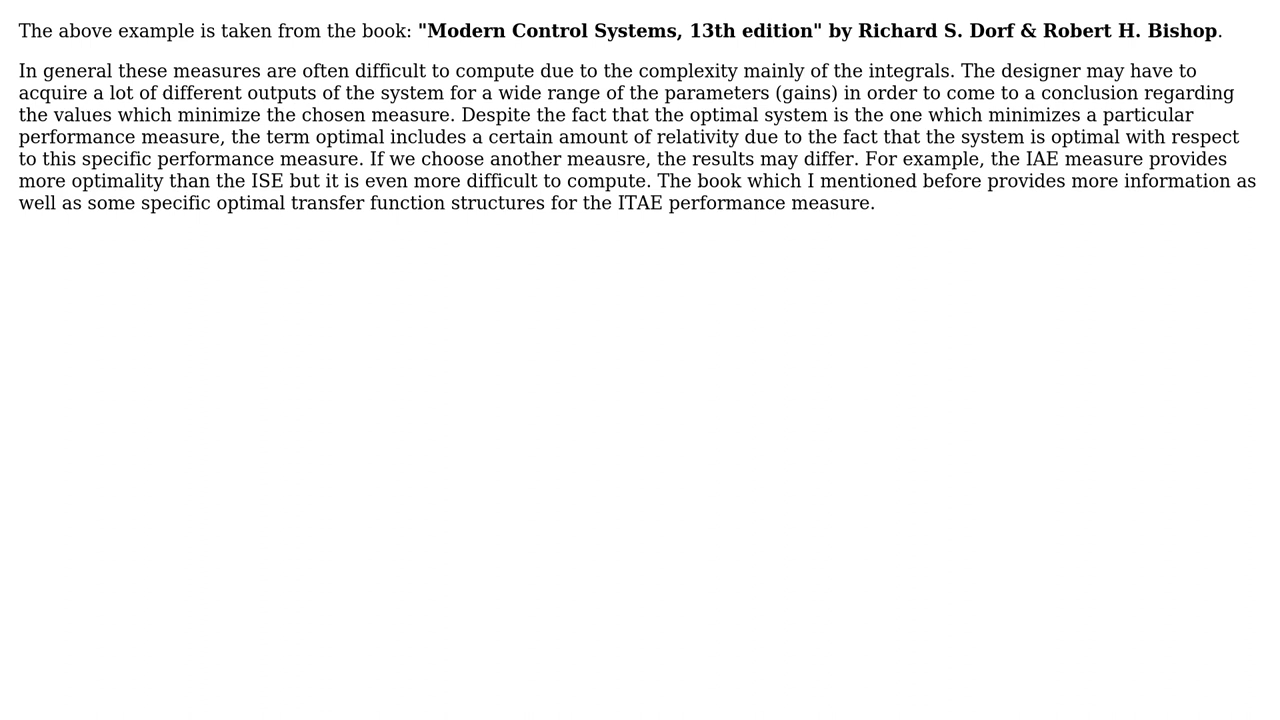 The above example is taken from the book: "Modern Control Systems, 13th edition" by Richard S. Dorf & Robert H. Bishop.
In general these measures are often difficult to compute due to the complexity mainly of the integrals. The designer may have to
acquire a lot of different outputs of the system for a wide range of the parameters (gains) in order to come to a conclusion regarding
the values which minimize the chosen measure. Despite the fact that the optimal system is the one which minimizes a particular
performance measure, the term optimal includes a certain amount of relativity due to the fact that the system is optimal with respect
to this specific performance measure. If we choose another meausre, the results may differ. For example, the IAE measure provides
more optimality than the ISE but it is even more difficult to compute. The book which I mentioned before provides more information as
well as some specific optimal transfer function structures for the ITAE performance measure.